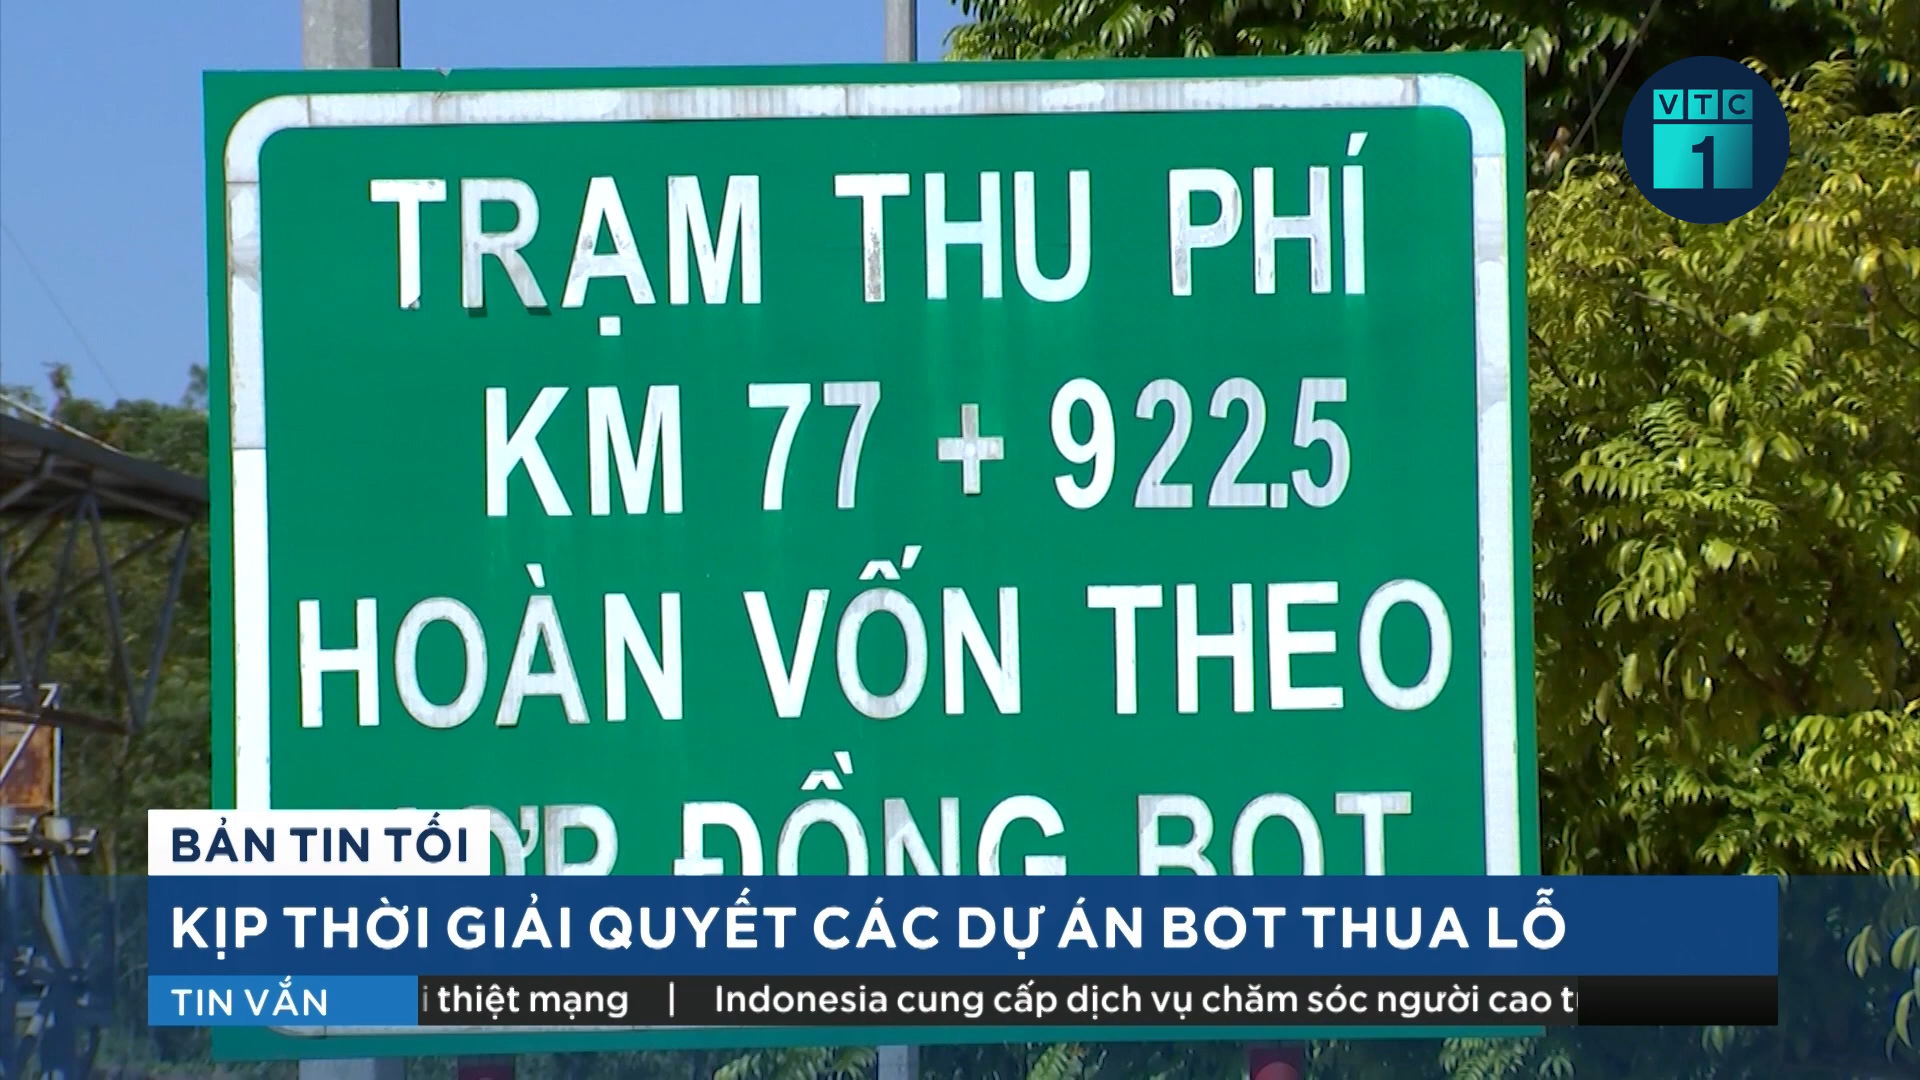 VTC
1
TRẠM THU PHÍ
KM 77 + 922.5
HOÀN VỐN THEO
ĐỒNG BOT
BẢN TIN TỐI
KỊP THỜI GIẢI QUYẾT CÁC DỰ ÁN BOT THUA LỖ
TIN VẮN
thiệt mạng | Indonesia cung cấp dịch vụ chăm sóc người cao